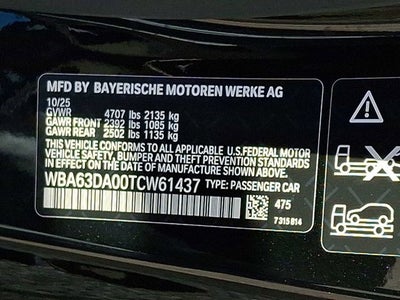 MFD BY BAYERISCHE MOTOREN WERKE AG
10/25
GVWR 4707 lbs 2135 kg
GAWR FRONT 2392 lbs 1085 kg
GAWR REAR 2502 lbs 1135 kg
THIS VEHICLE CONFORMS TO ALL APPLICABLE U.S. FEDERAL MOTOR
VEHICLE SAFETY, BUMPER, AND THEFT PREVENTION STANDARDS
IN EFFECT ON THE DATE OF MANUFACTURE SHOWN ABOVE.
WBA63DA00TCW61437 TYPE: PASSENGER CAR
475
7 315 814